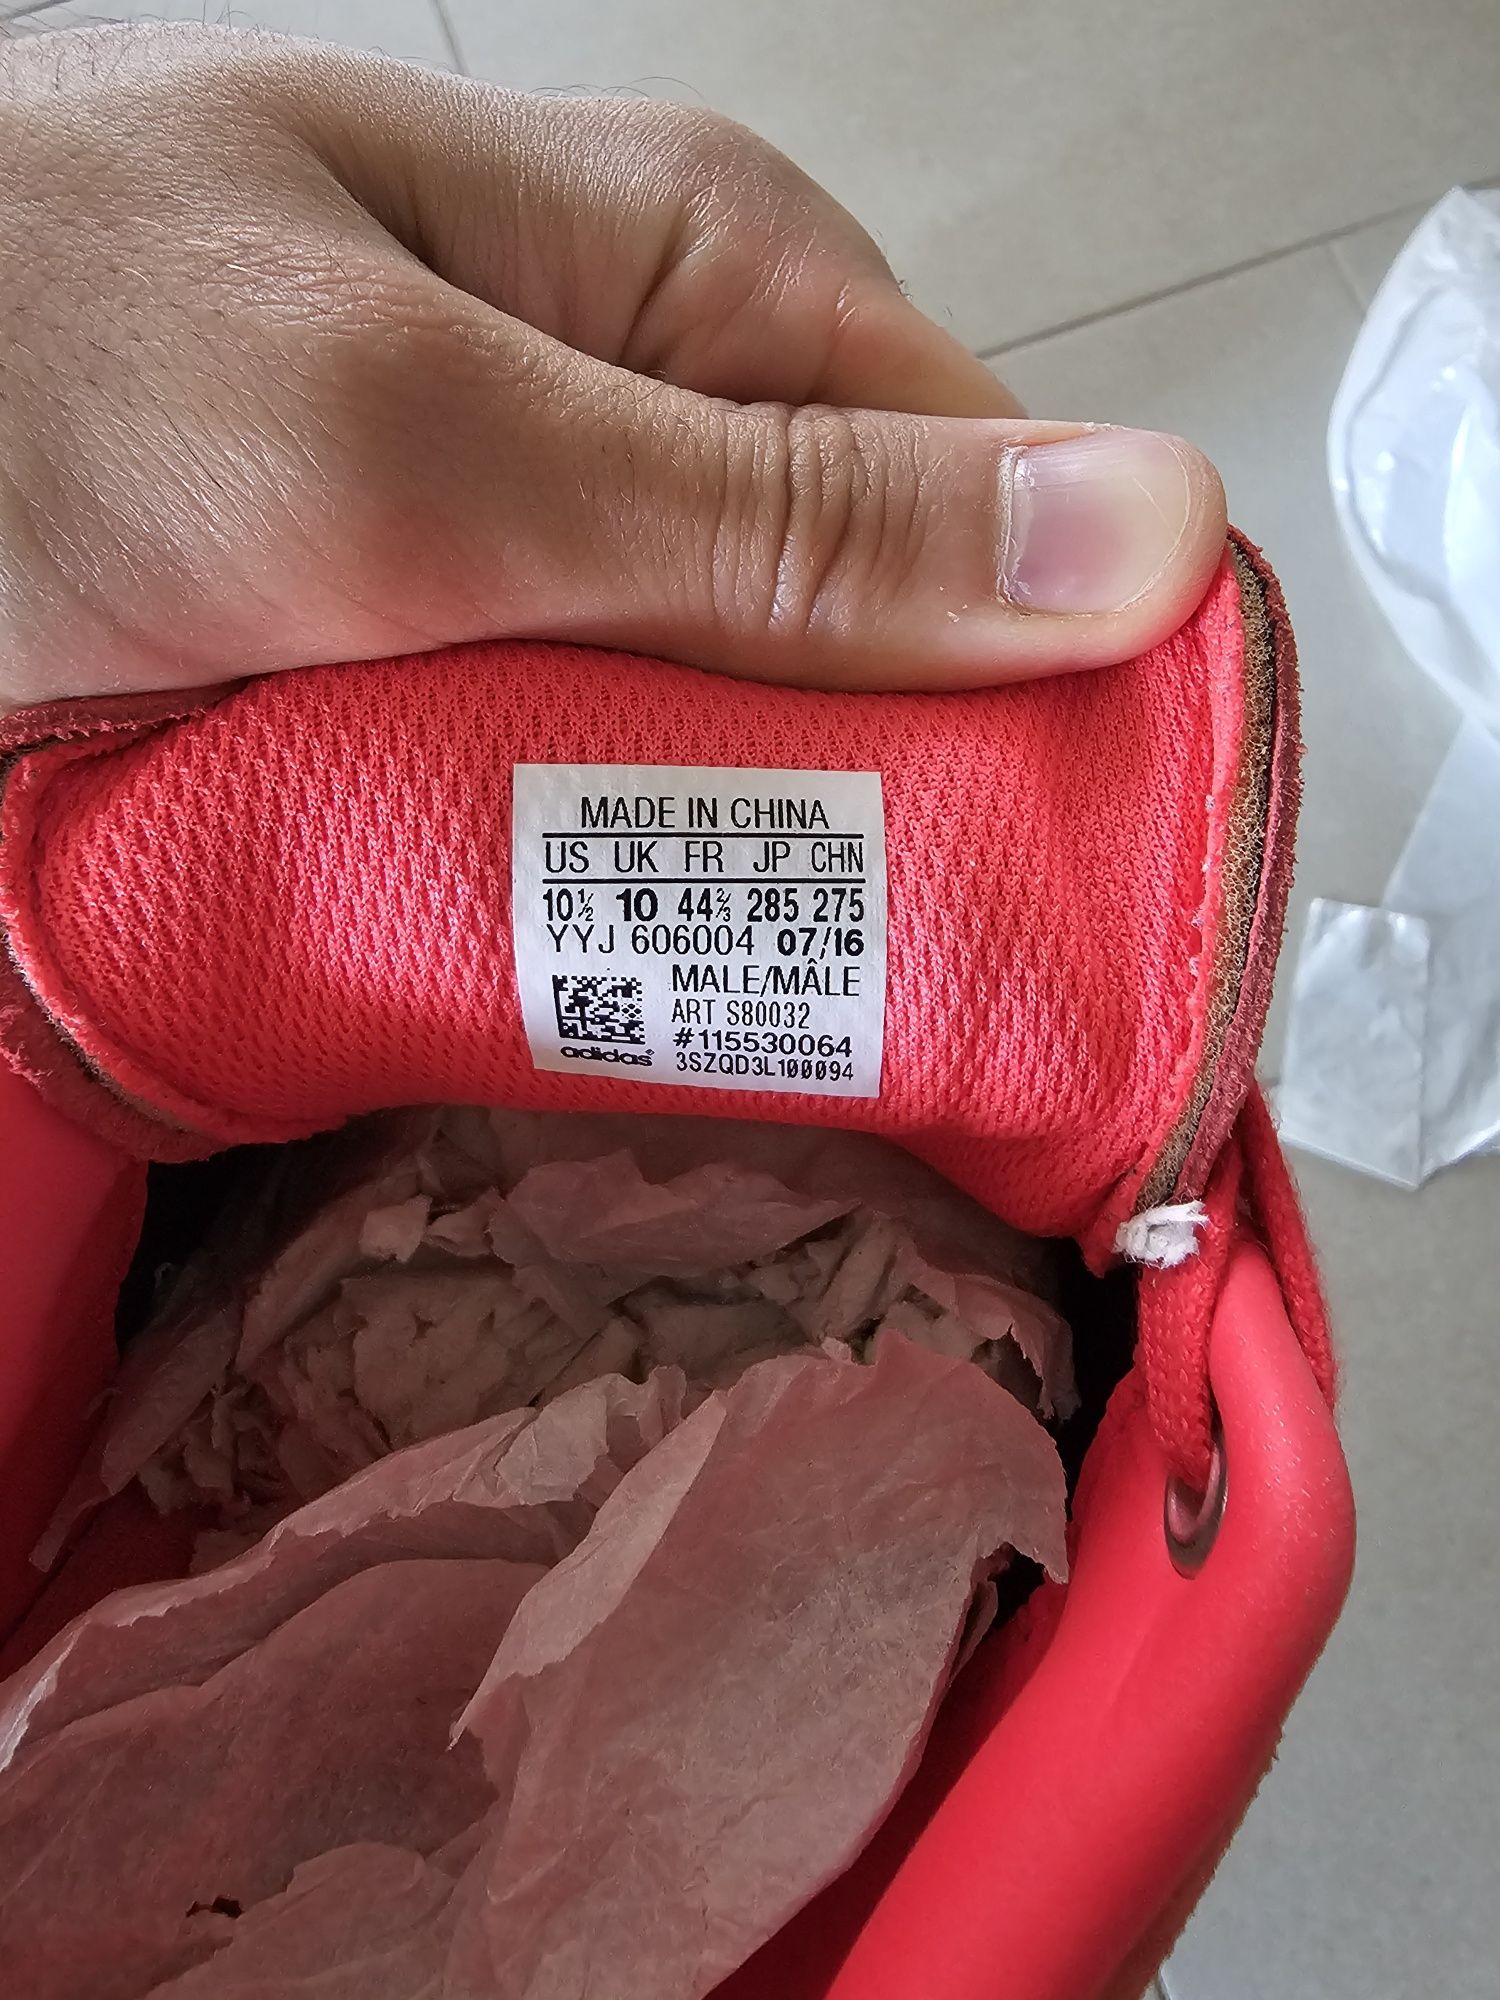 MADE IN CHINA
US UK FR JP CHN
10½ 10 44⅔ 285 275
YYJ 606004 07/16
MALE/MÂLE
ART S80032
#115530064
adidas® 3SZQD3L100094